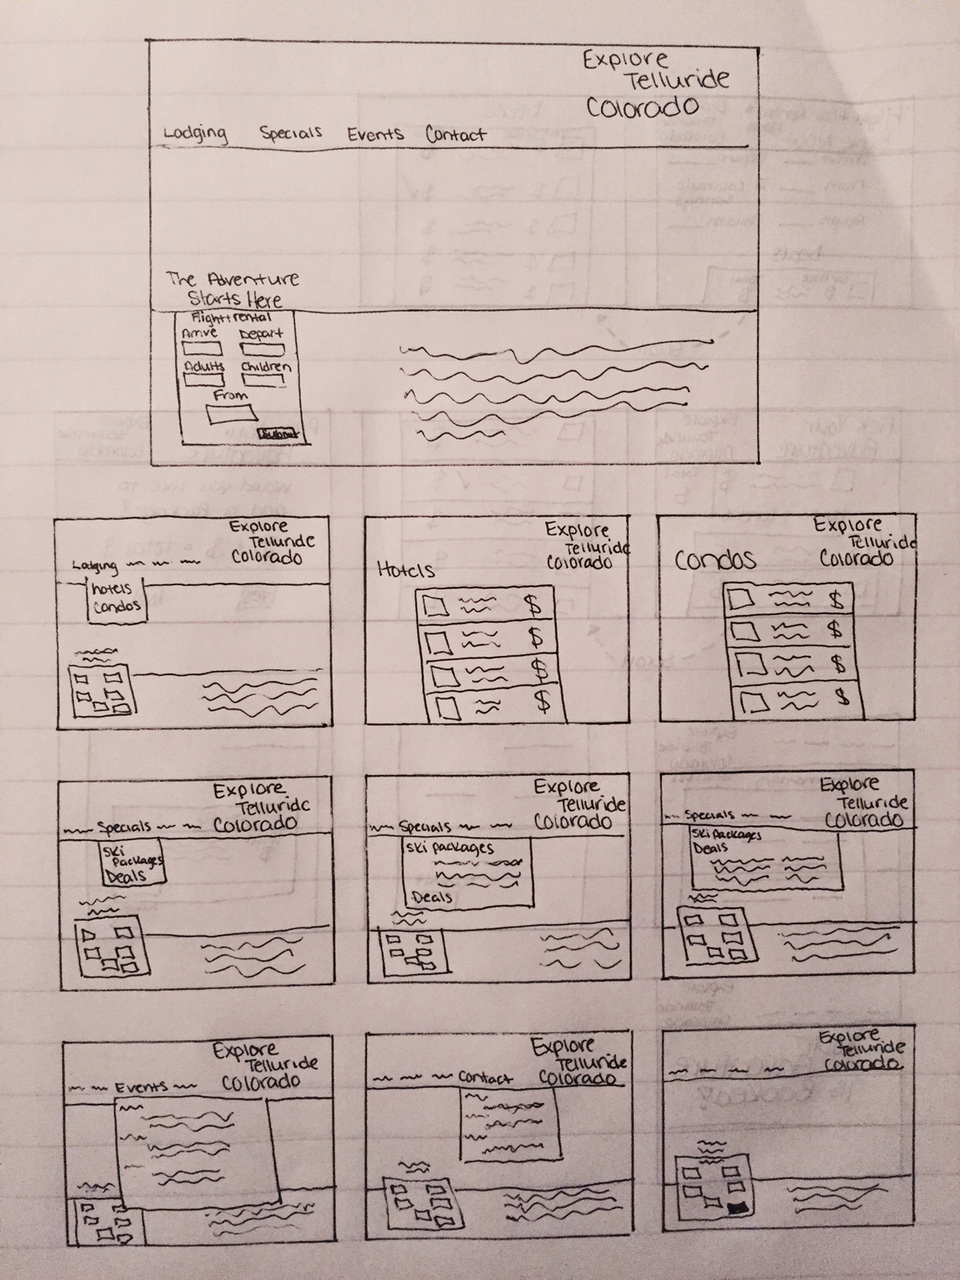 Explore
Telluride
Colorado
Lodging Specials Events Contact
The Adventure
Starts Here
flight+rental
Arrive Depart
Adults Children
From
Submit
Explore
Telluride
Colorado
Lodging
hotels
condos
Explore
Telluride
Colorado
Hotels
$
$
$
$
Explore
Telluride
Colorado
Condos
$
$
$
$
Explore
Telluride
Colorado
Specials
Ski
Packages
Deals
Explore
Telluride
Colorado
Specials
Ski packages
Deals
Explore
Telluride
Colorado
Specials
Ski packages
Deals
Explore
Telluride
Colorado
Events
Explore
Telluride
Colorado
Contact
Explore
Telluride
Colorado